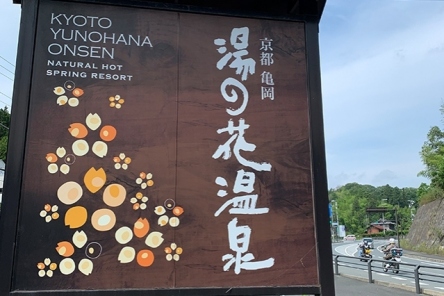 KYOTO
YUNOHANA
ONSEN
NATURAL HOT
SPRING RESORT
京都 亀岡
湯の花温泉